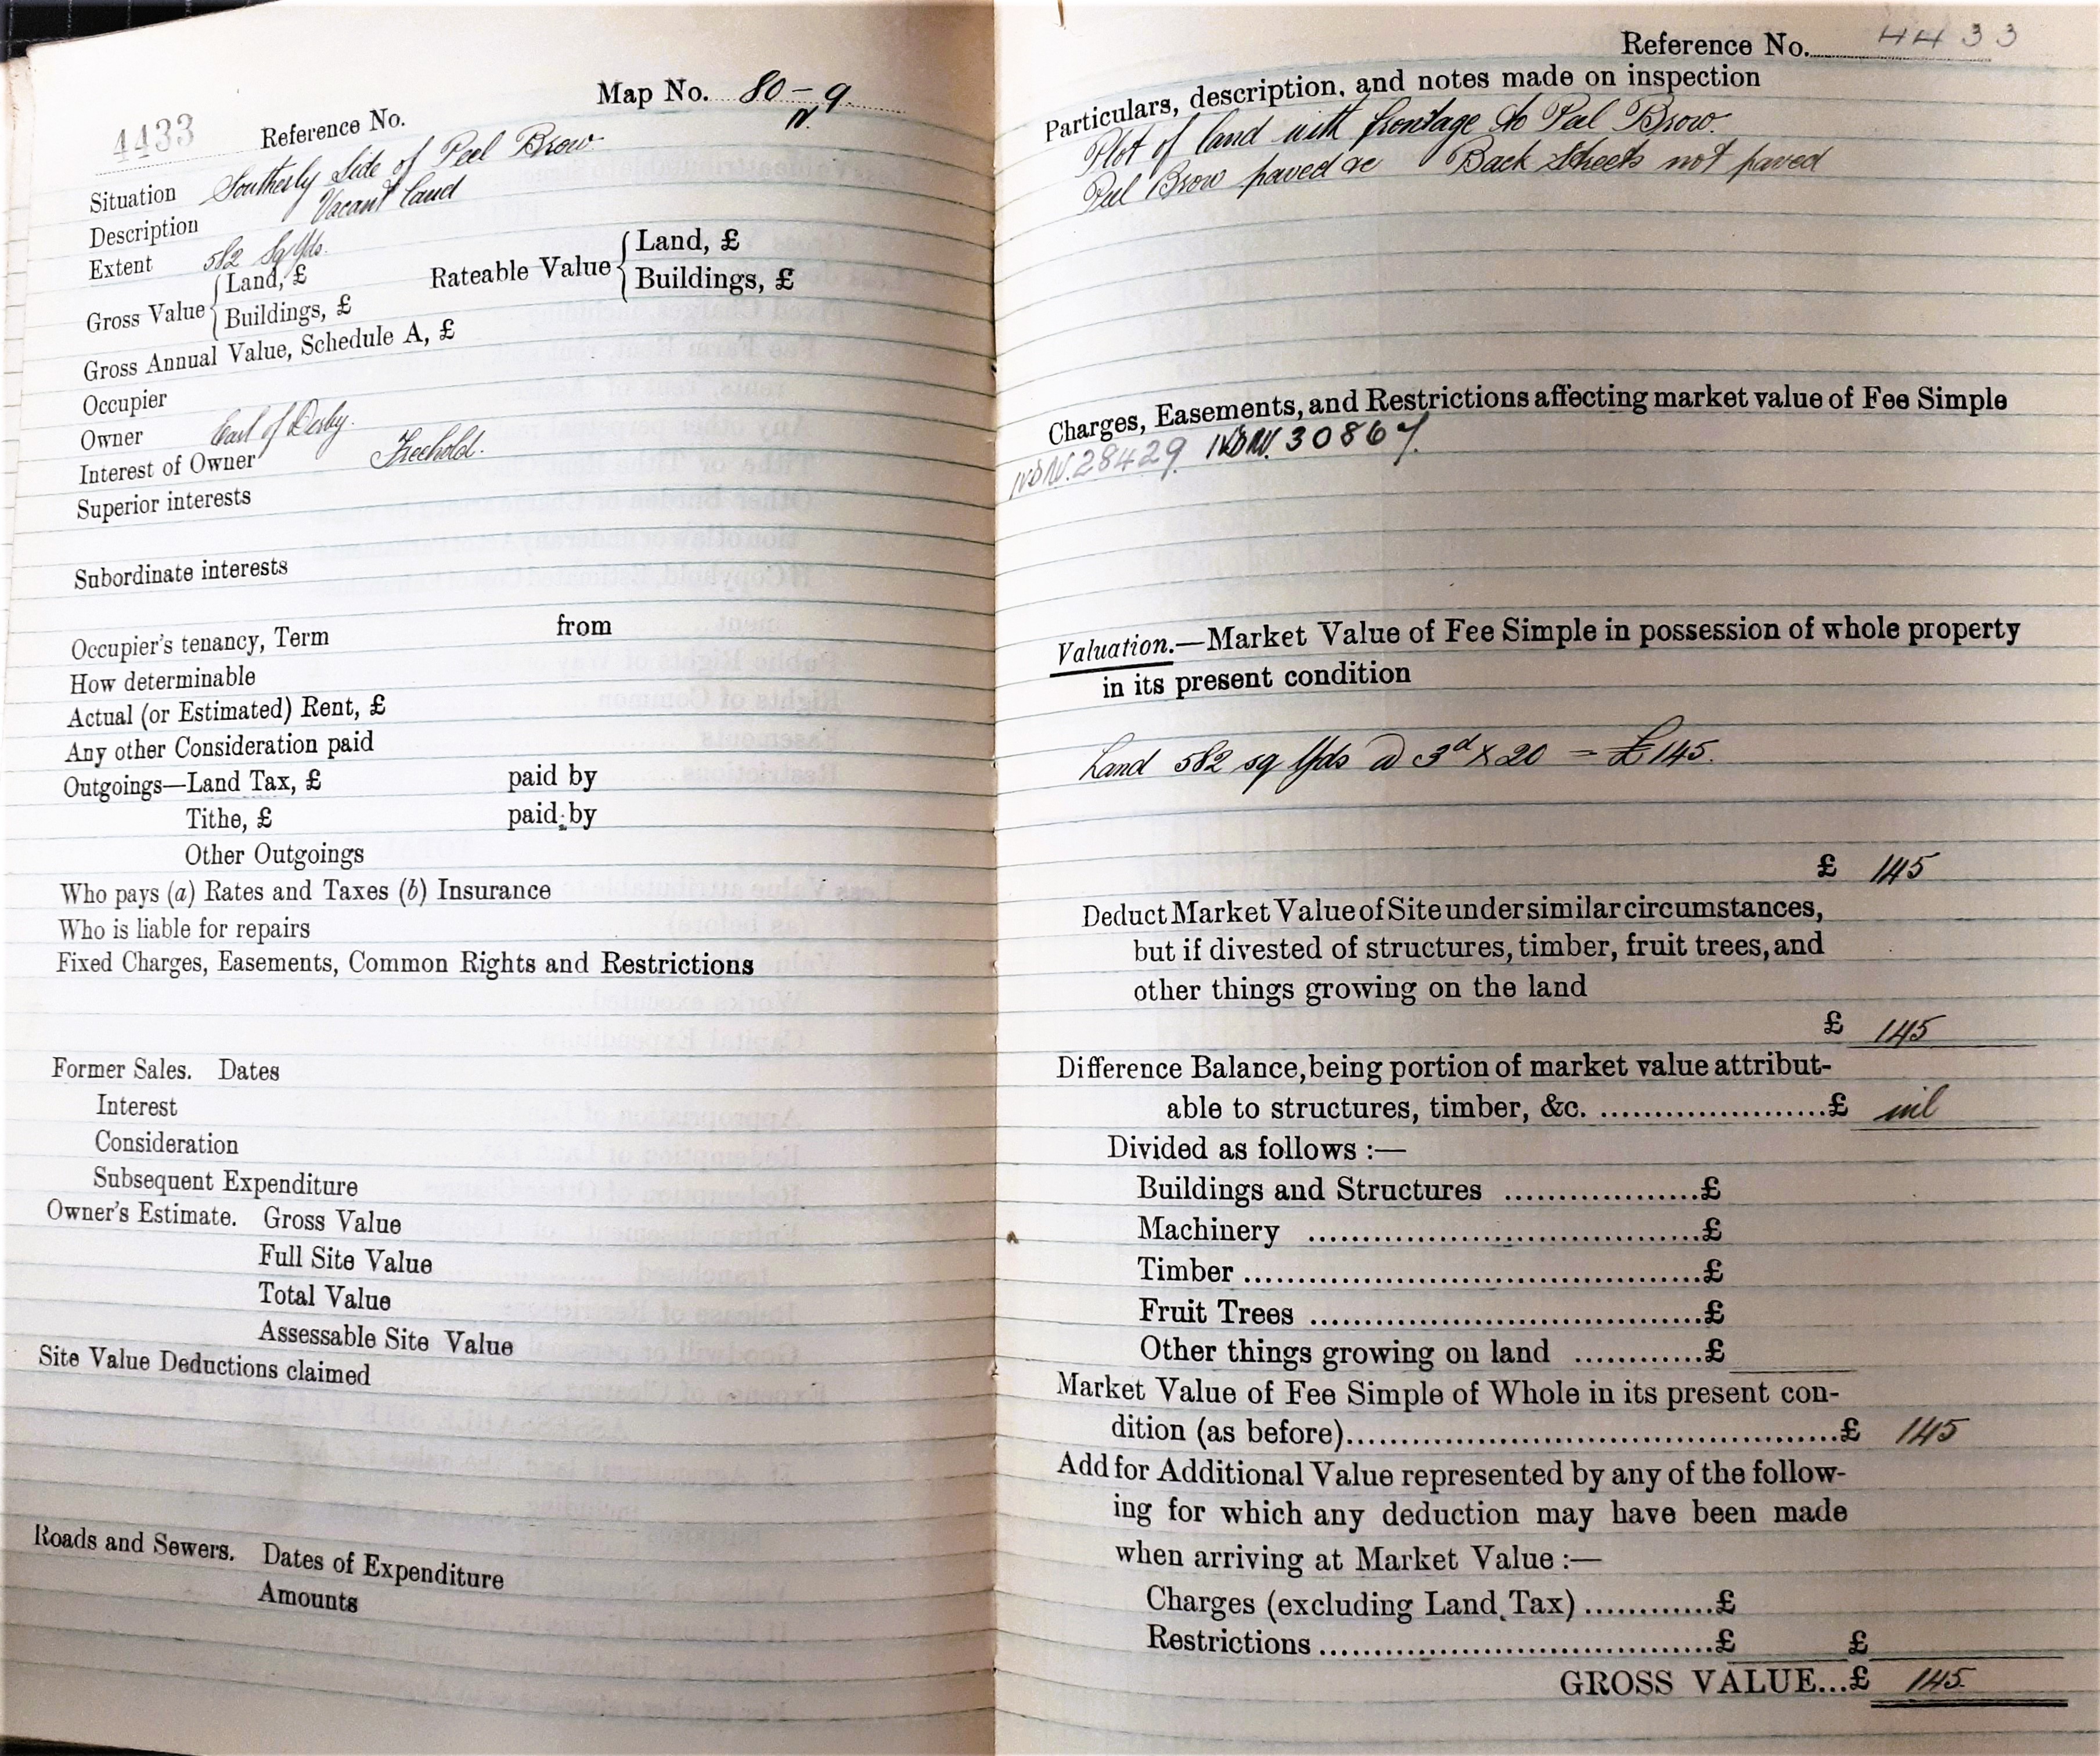 Map No. 80 - 9
N.
4433 Reference No.
Situation Southerly Side of Peel Brow.
Description Vacant land
Extent 582 Sq Yds.
Gross Value { Land, £
Buildings, £
Rateable Value { Land, £
Buildings, £
Gross Annual Value, Schedule A, £
Occupier
Owner Earl of Derby.
Interest of Owner Freehold.
Superior interests
Subordinate interests
Occupier's tenancy, Term from
How determinable
Actual (or Estimated) Rent, £
Any other Consideration paid
Outgoings—Land Tax, £ paid by
Tithe, £ paid by
Other Outgoings
Who pays (a) Rates and Taxes (b) Insurance
Who is liable for repairs
Fixed Charges, Easements, Common Rights and Restrictions
Former Sales. Dates
Interest
Consideration
Subsequent Expenditure
Owner's Estimate. Gross Value
Full Site Value
Total Value
Assessable Site Value
Site Value Deductions claimed
Roads and Sewers. Dates of Expenditure
Amounts
Reference No. 4433
Particulars, description, and notes made on inspection
Plot of land with frontage to Peel Brow.
Peel Brow paved &c Back Streets not paved
Charges, Easements, and Restrictions affecting market value of Fee Simple
28429. 30867.
Valuation.—Market Value of Fee Simple in possession of whole property
in its present condition
Land 582 sq Yds @ 3d x 20 = £145.
£ 145
Deduct Market Value of Site under similar circumstances,
but if divested of structures, timber, fruit trees, and
other things growing on the land
£ 145
Difference Balance, being portion of market value attribut-
able to structures, timber, &c. ......................£ nil
Divided as follows :—
Buildings and Structures ...................£
Machinery ......................................£
Timber ............................................£
Fruit Trees ......................................£
Other things growing on land ............£
Market Value of Fee Simple of Whole in its present con-
dition (as before)................................................£ 145
Add for Additional Value represented by any of the follow-
ing for which any deduction may have been made
when arriving at Market Value :—
Charges (excluding Land Tax) ............£
Restrictions ......................................£ £
GROSS VALUE...£ 145.